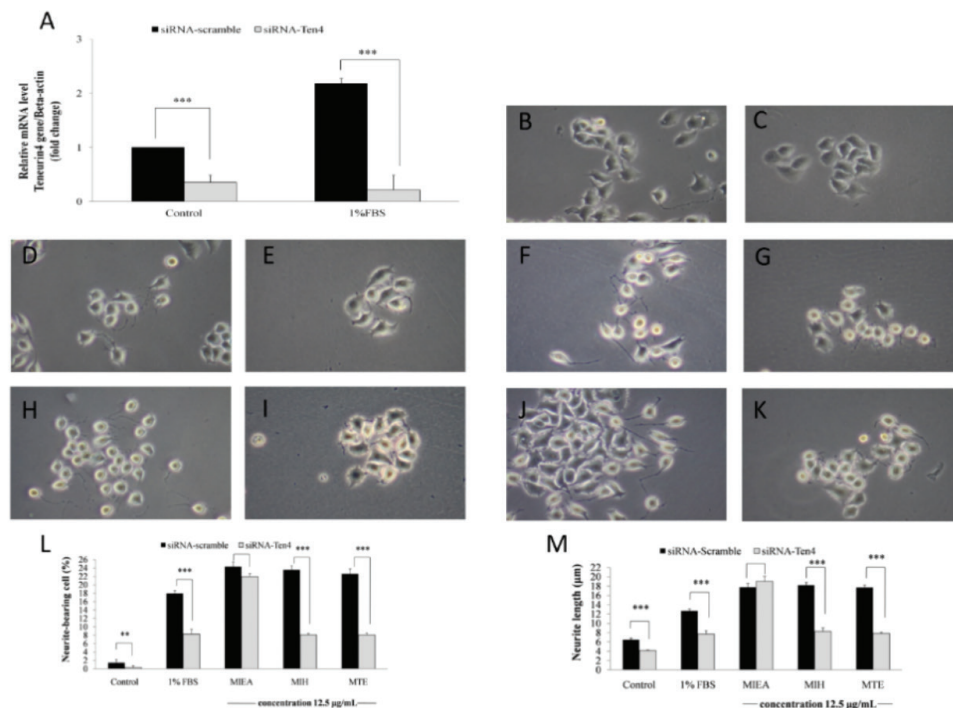 A
siRNA-scramble siRNA-Ten4
Relative mRNA level
Teneurin4 gene/Beta-actin
(fold change)
3
2
1
0
***
***
Control 1%FBS
B C
D E F G
H I J K
L
siRNA-scramble siRNA-Ten4
Neurite-bearing cell (%)
26
24
22
20
18
16
14
12
10
8
6
4
2
0
**
***
***
***
Control 1% FBS MIEA MIH MTE
concentration 12.5 µg/mL
M
siRNA-Scramble siRNA-Ten4
Neurite length (µm)
20
18
16
14
12
10
8
6
4
2
0
***
***
***
***
Control 1% FBS MIEA MIH MTE
concentration 12.5 µg/mL